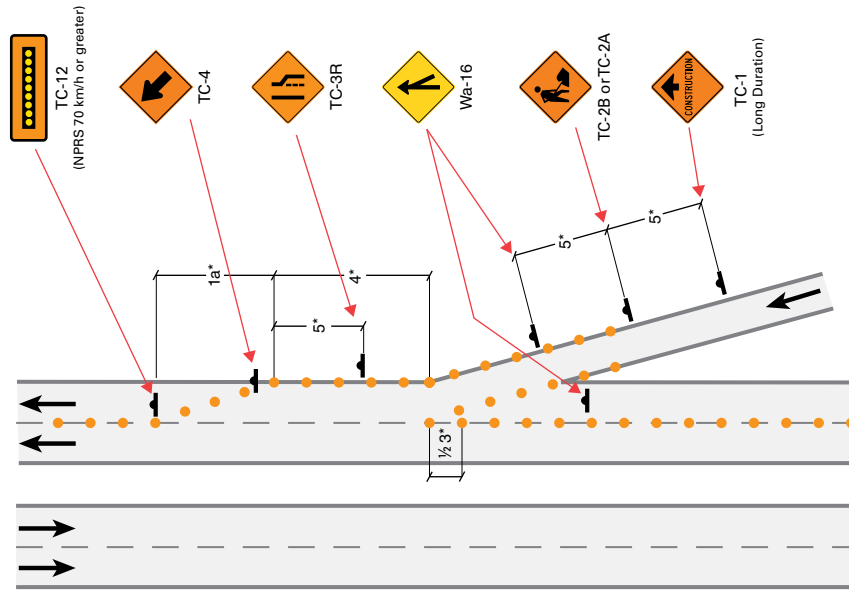 TC-12
(NPRS 70 km/h or greater)
TC-4
TC-3R
Wa-16
TC-2B or TC-2A
CONSTRUCTION
TC-1
(Long Duration)
1a*
4*
5*
5*
5*
½ 3*